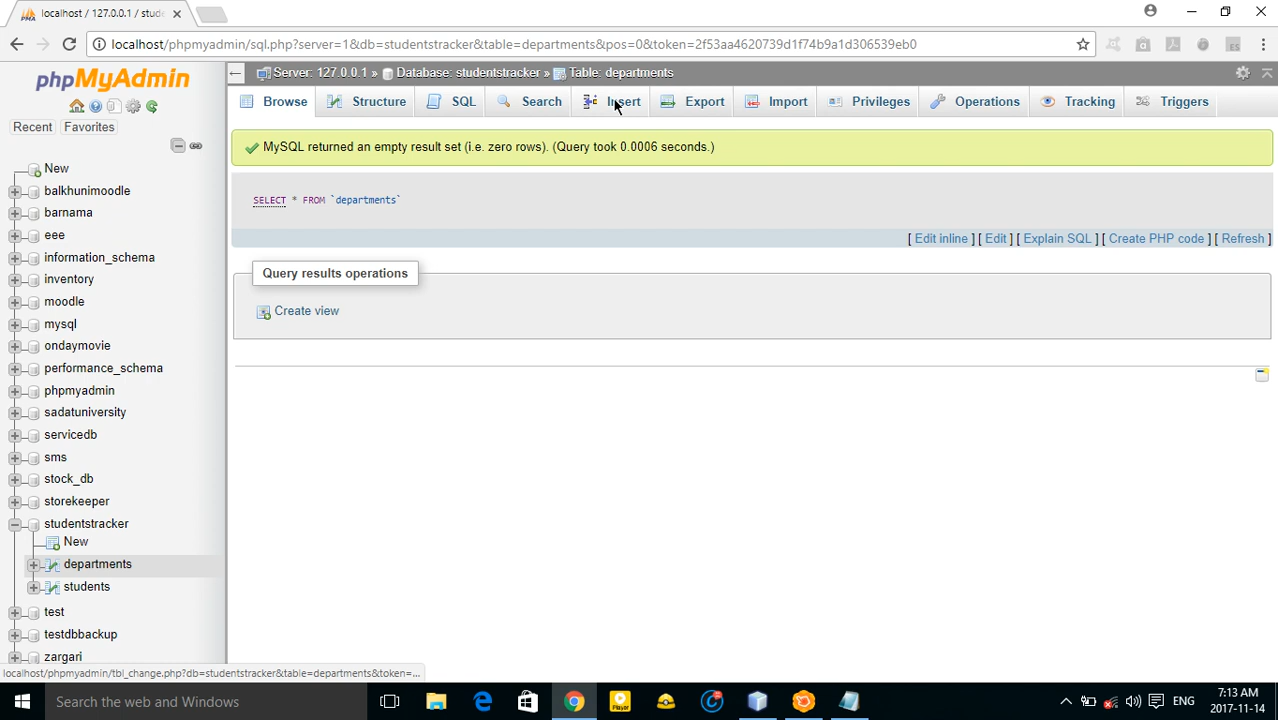 localhost / 127.0.0.1 / stude
localhost/phpmyadmin/sql.php?server=1&db=studentstracker&table=departments&pos=0&token=2f53aa4620739d1f74b9a1d306539eb0
phpMyAdmin
Recent Favorites
New
balkhunimoodle
barnama
eee
information_schema
inventory
moodle
mysql
ondaymovie
performance_schema
phpmyadmin
sadatuniversity
servicedb
sms
stock_db
storekeeper
studentstracker
New
departments
students
test
testdbbackup
zargari
Server: 127.0.0.1 » Database: studentstracker » Table: departments
Browse Structure SQL Search Insert Export Import Privileges Operations Tracking Triggers
MySQL returned an empty result set (i.e. zero rows). (Query took 0.0006 seconds.)
SELECT * FROM `departments`
[ Edit inline ] [ Edit ] [ Explain SQL ] [ Create PHP code ] [ Refresh ]
Query results operations
Create view
localhost/phpmyadmin/tbl_change.php?db=studentstracker&table=departments&token=...
Search the web and Windows
ENG
7:13 AM
2017-11-14